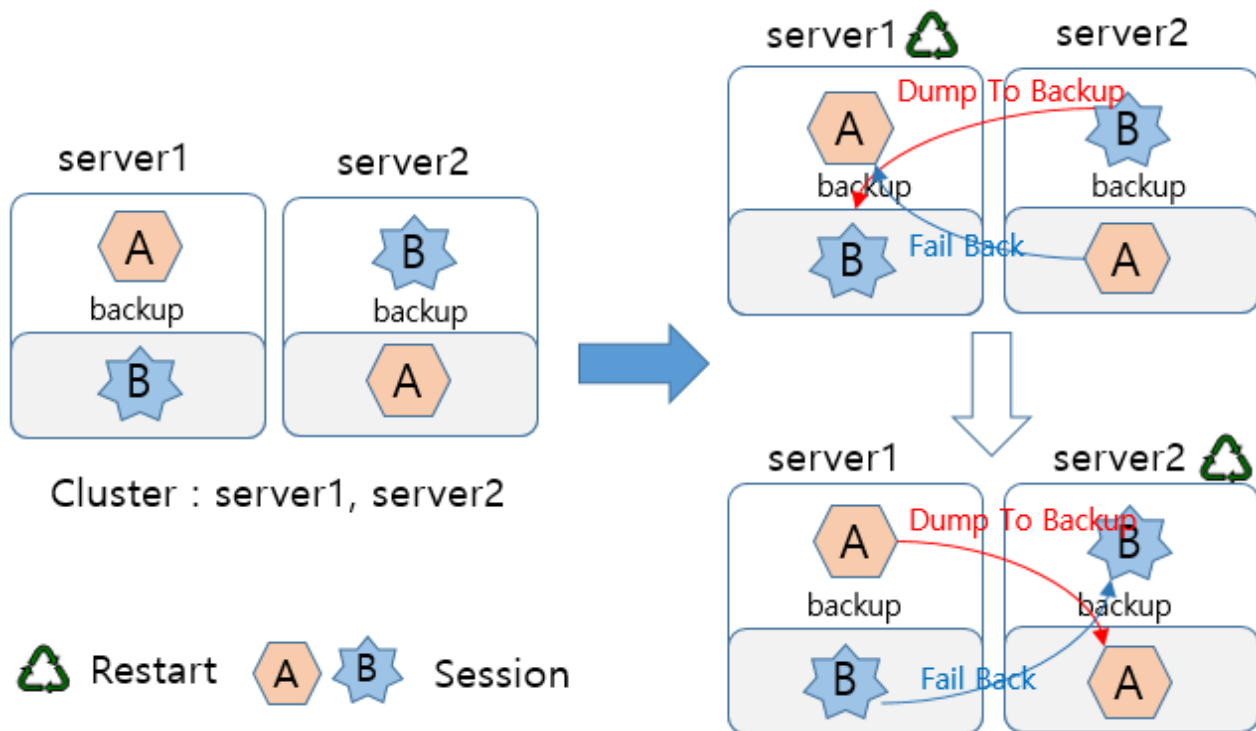 server1
server2
A
B
backup
backup
B
A
Cluster : server1, server2
Restart
A
B
Session
server1
server2
Dump To Backup
A
B
backup
backup
Fail Back
B
A
server1
server2
Dump To Backup
A
B
backup
backup
B
A
Fail Back